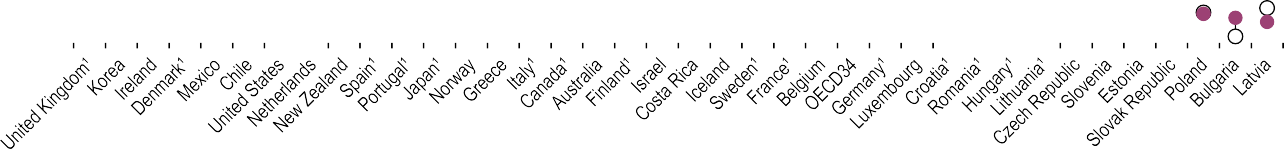 United Kingdom¹
Korea
Ireland
Denmark¹
Mexico
Chile
United States
Netherlands
New Zealand
Spain¹
Portugal¹
Japan¹
Norway
Greece
Italy¹
Canada¹
Australia
Finland¹
Israel
Costa Rica
Iceland
Sweden¹
France¹
Belgium
OECD34
Germany¹
Luxembourg
Croatia¹
Romania¹
Hungary¹
Lithuania¹
Czech Republic
Slovenia
Estonia
Slovak Republic
Poland
Bulgaria
Latvia